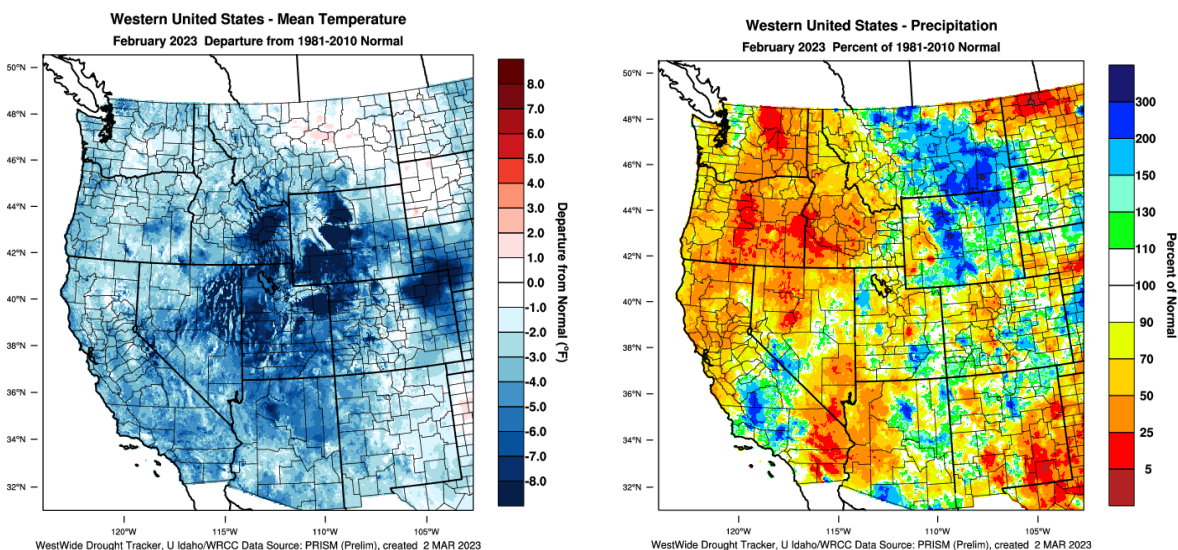 Western United States - Mean Temperature
February 2023  Departure from 1981-2010 Normal
50°N
48°N
46°N
44°N
42°N
40°N
38°N
36°N
34°N
32°N
120°W
115°W
110°W
105°W
8.0
7.0
6.0
5.0
4.0
3.0
2.0
1.0
0.0
-1.0
-2.0
-3.0
-4.0
-5.0
-6.0
-7.0
-8.0
Departure from Normal (°F)
WestWide Drought Tracker, U Idaho/WRCC Data Source: PRISM (Prelim), created  2 MAR 2023
Western United States - Precipitation
February 2023  Percent of 1981-2010 Normal
50°N
48°N
46°N
44°N
42°N
40°N
38°N
36°N
34°N
32°N
120°W
115°W
110°W
105°W
300
200
150
130
110
100
90
70
50
25
5
Percent of Normal
WestWide Drought Tracker, U Idaho/WRCC Data Source: PRISM (Prelim), created  2 MAR 2023